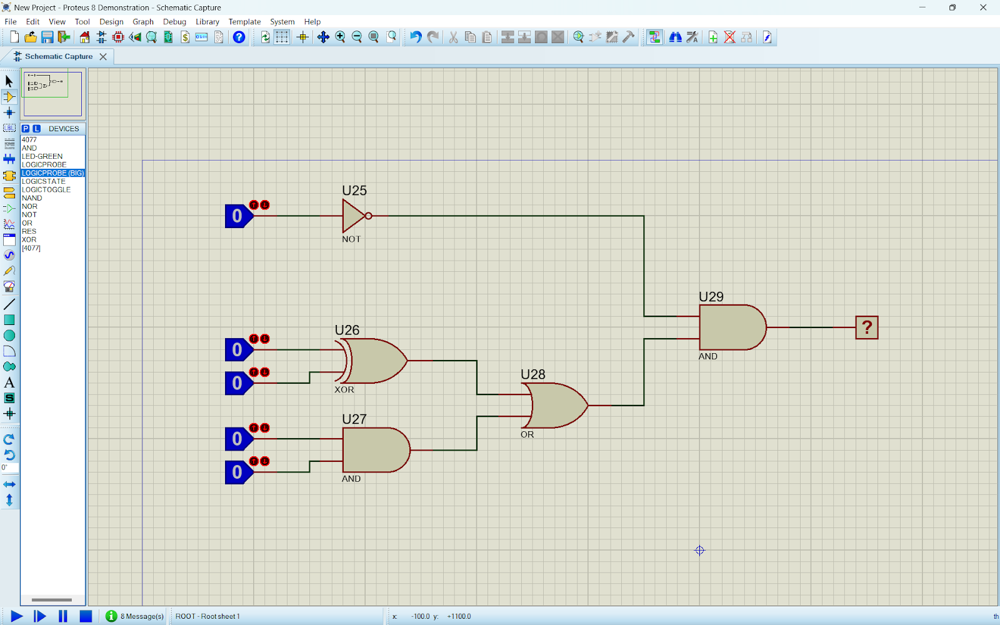 New Project - Proteus 8 Demonstration - Schematic Capture
File Edit View Tool Design Graph Debug Library Template System Help
Schematic Capture
P L DEVICES
4077
AND
LED-GREEN
LOGICPROBE
LOGICPROBE (BIG)
LOGICSTATE
LOGICTOGGLE
NAND
NOR
NOT
OR
RES
XOR
[4077]
LBL
A
S
0°
U25
0
NOT
U26
0
0
XOR
U27
0
0
AND
U28
OR
U29
AND
?
8 Message(s)
ROOT - Root sheet 1
x: -100.0 y: +1100.0
th